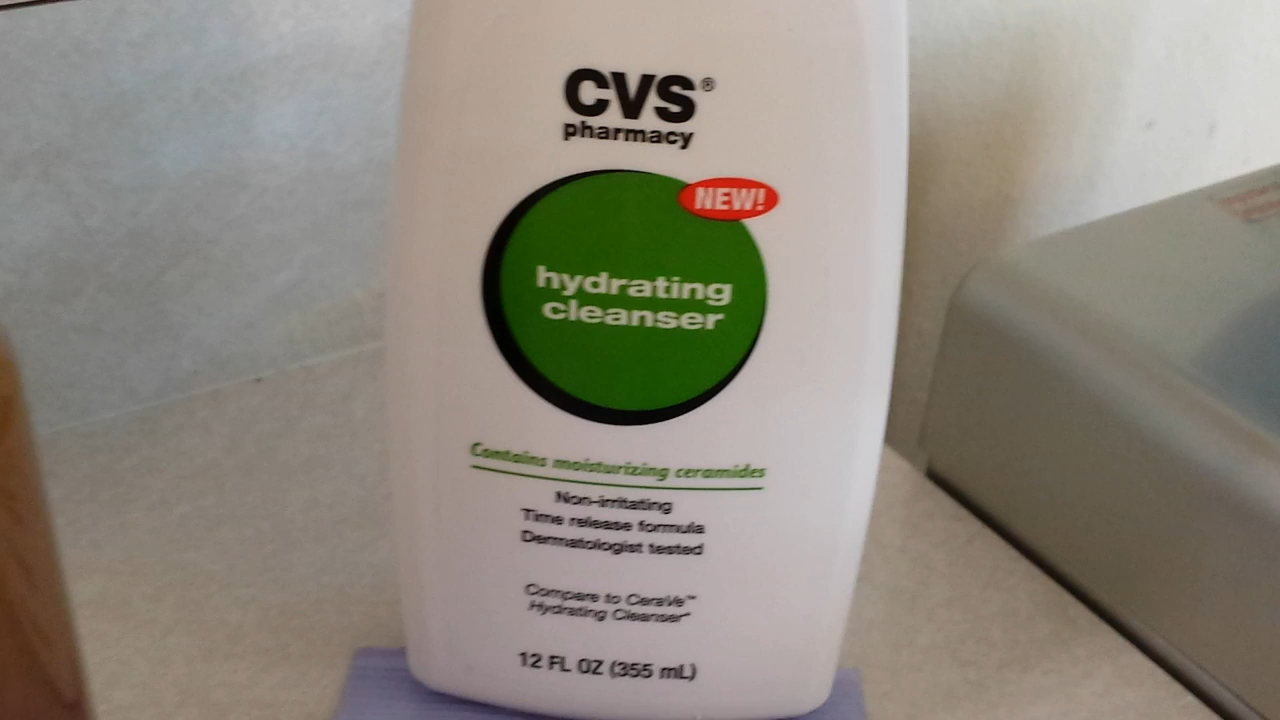 CVS®
pharmacy
NEW!
hydrating
cleanser
Contains moisturizing ceramides
Non-irritating
Time release formula
Dermatologist tested
Compare to CeraVe™
Hydrating Cleanser*
12 FL OZ (355 mL)